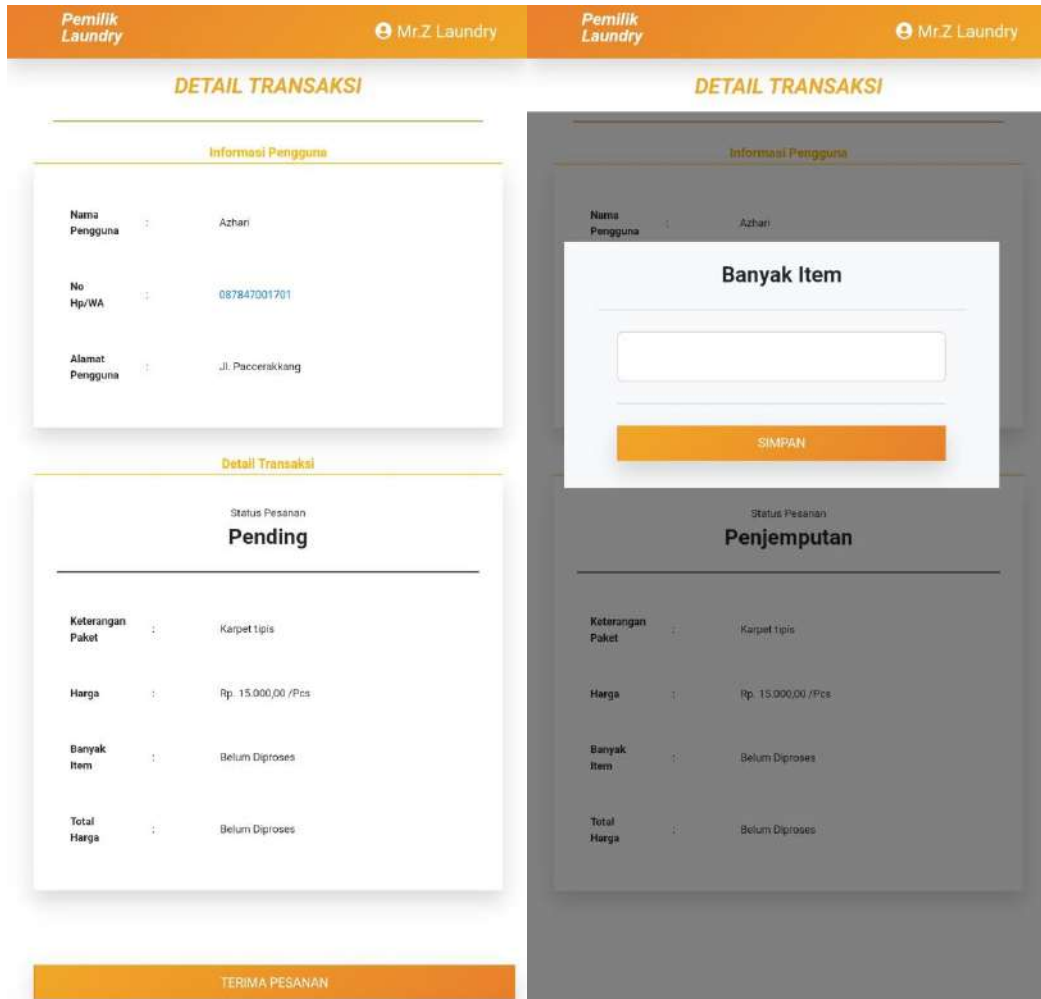 Pemilik
Laundry
Mr.Z Laundry
DETAIL TRANSAKSI
Informasi Pengguna
Nama
Pengguna : Azhari
No
Hp/WA : 087847001701
Alamat
Pengguna : Jl. Paccerakkang
Detail Transaksi
Status Pesanan
Pending
Keterangan
Paket : Karpet tipis
Harga : Rp. 15.000,00 /Pcs
Banyak
Item : Belum Diproses
Total
Harga : Belum Diproses
TERIMA PESANAN
Pemilik
Laundry
Mr.Z Laundry
DETAIL TRANSAKSI
Informasi Pengguna
Nama
Pengguna : Azhari
Banyak Item
SIMPAN
Status Pesanan
Penjemputan
Keterangan
Paket : Karpet tipis
Harga : Rp. 15.000,00 /Pcs
Banyak
Item : Belum Diproses
Total
Harga : Belum Diproses